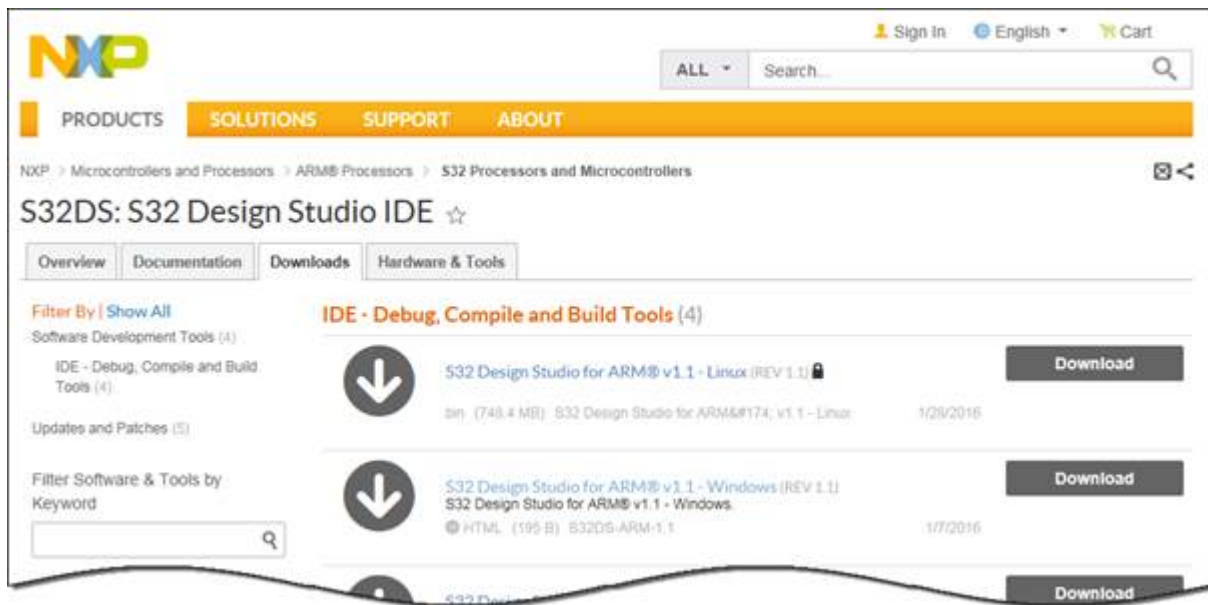 Sign In English Cart
NXP
ALL Search...
PRODUCTS SOLUTIONS SUPPORT ABOUT
NXP > Microcontrollers and Processors > ARM® Processors > S32 Processors and Microcontrollers
S32DS: S32 Design Studio IDE
Overview Documentation Downloads Hardware & Tools
Filter By | Show All
Software Development Tools (4)
IDE - Debug, Compile and Build
Tools (4)
Updates and Patches (5)
Filter Software & Tools by
Keyword
IDE - Debug, Compile and Build Tools (4)
S32 Design Studio for ARM® v1.1 - Linux (REV 1.1)
Download
bin (748.4 MB) S32 Design Studio for ARM&#174; v1.1 - Linux 1/28/2016
S32 Design Studio for ARM® v1.1 - Windows (REV 1.1)
Download
S32 Design Studio for ARM® v1.1 - Windows
HTML (195 B) S32DS-ARM-1.1 1/7/2016
Download